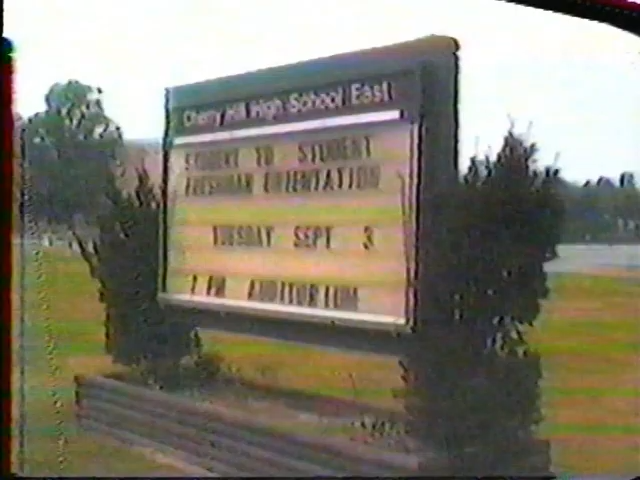 Cherry Hill High School East
STUDENT TO STUDENT
FRESHMAN ORIENTATION
TUESDAY SEPT 3
7 PM AUDITORIUM